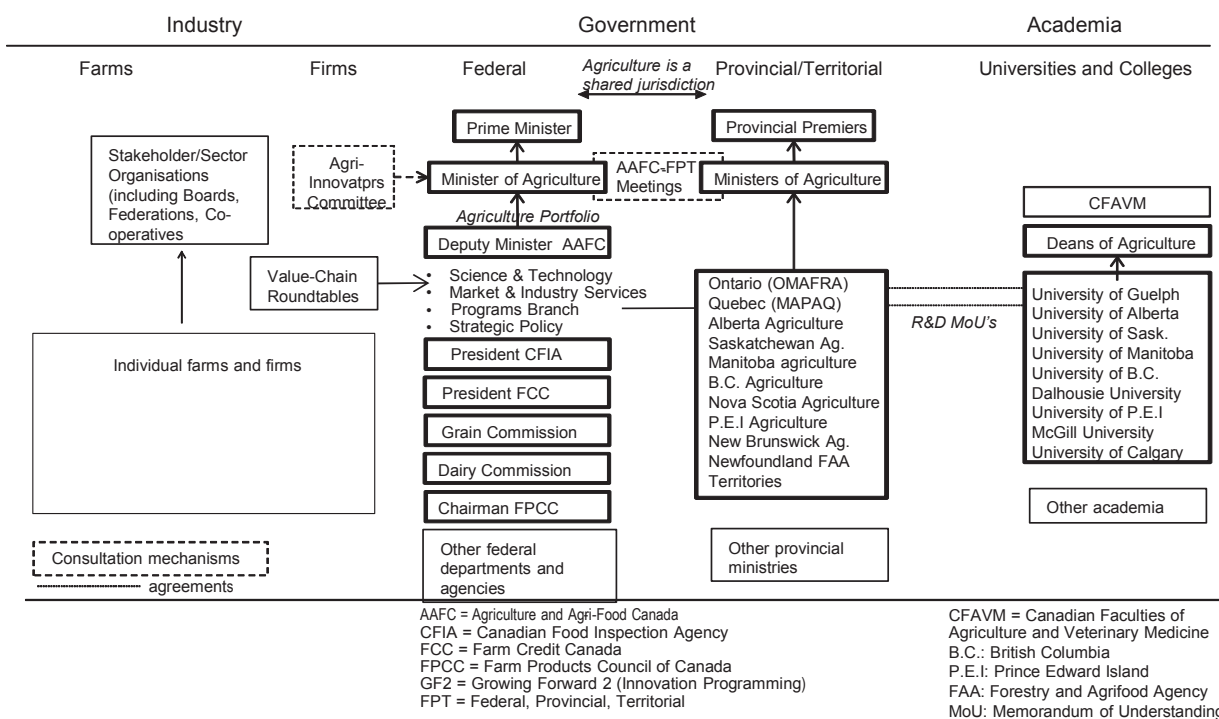 Industry
Government
Academia
Farms
Firms
Federal
Agriculture is a
shared jurisdiction
Provincial/Territorial
Universities and Colleges
Stakeholder/Sector
Organisations
(including Boards,
Federations, Co-
operatives
Agri-
Innovatprs
Committee
Prime Minister
Minister of Agriculture
AAFC-FPT
Meetings
Provincial Premiers
Ministers of Agriculture
Agriculture Portfolio
Deputy Minister AAFC
Value-Chain
Roundtables
• Science & Technology
• Market & Industry Services
• Programs Branch
• Strategic Policy
President CFIA
President FCC
Grain Commission
Dairy Commission
Chairman FPCC
Other federal
departments and
agencies
Individual farms and firms
Ontario (OMAFRA)
Quebec (MAPAQ)
Alberta Agriculture
Saskatchewan Ag.
Manitoba agriculture
B.C. Agriculture
Nova Scotia Agriculture
P.E.I Agriculture
New Brunswick Ag.
Newfoundland FAA
Territories
Other provincial
ministries
R&D MoU's
CFAVM
Deans of Agriculture
University of Guelph
University of Alberta
University of Sask.
University of Manitoba
University of B.C.
Dalhousie University
University of P.E.I
McGill University
University of Calgary
Other academia
Consultation mechanisms
agreements
AAFC = Agriculture and Agri-Food Canada
CFIA = Canadian Food Inspection Agency
FCC = Farm Credit Canada
FPCC = Farm Products Council of Canada
GF2 = Growing Forward 2 (Innovation Programming)
FPT = Federal, Provincial, Territorial
CFAVM = Canadian Faculties of
Agriculture and Veterinary Medicine
B.C.: British Columbia
P.E.I: Prince Edward Island
FAA: Forestry and Agrifood Agency
MoU: Memorandum of Understanding